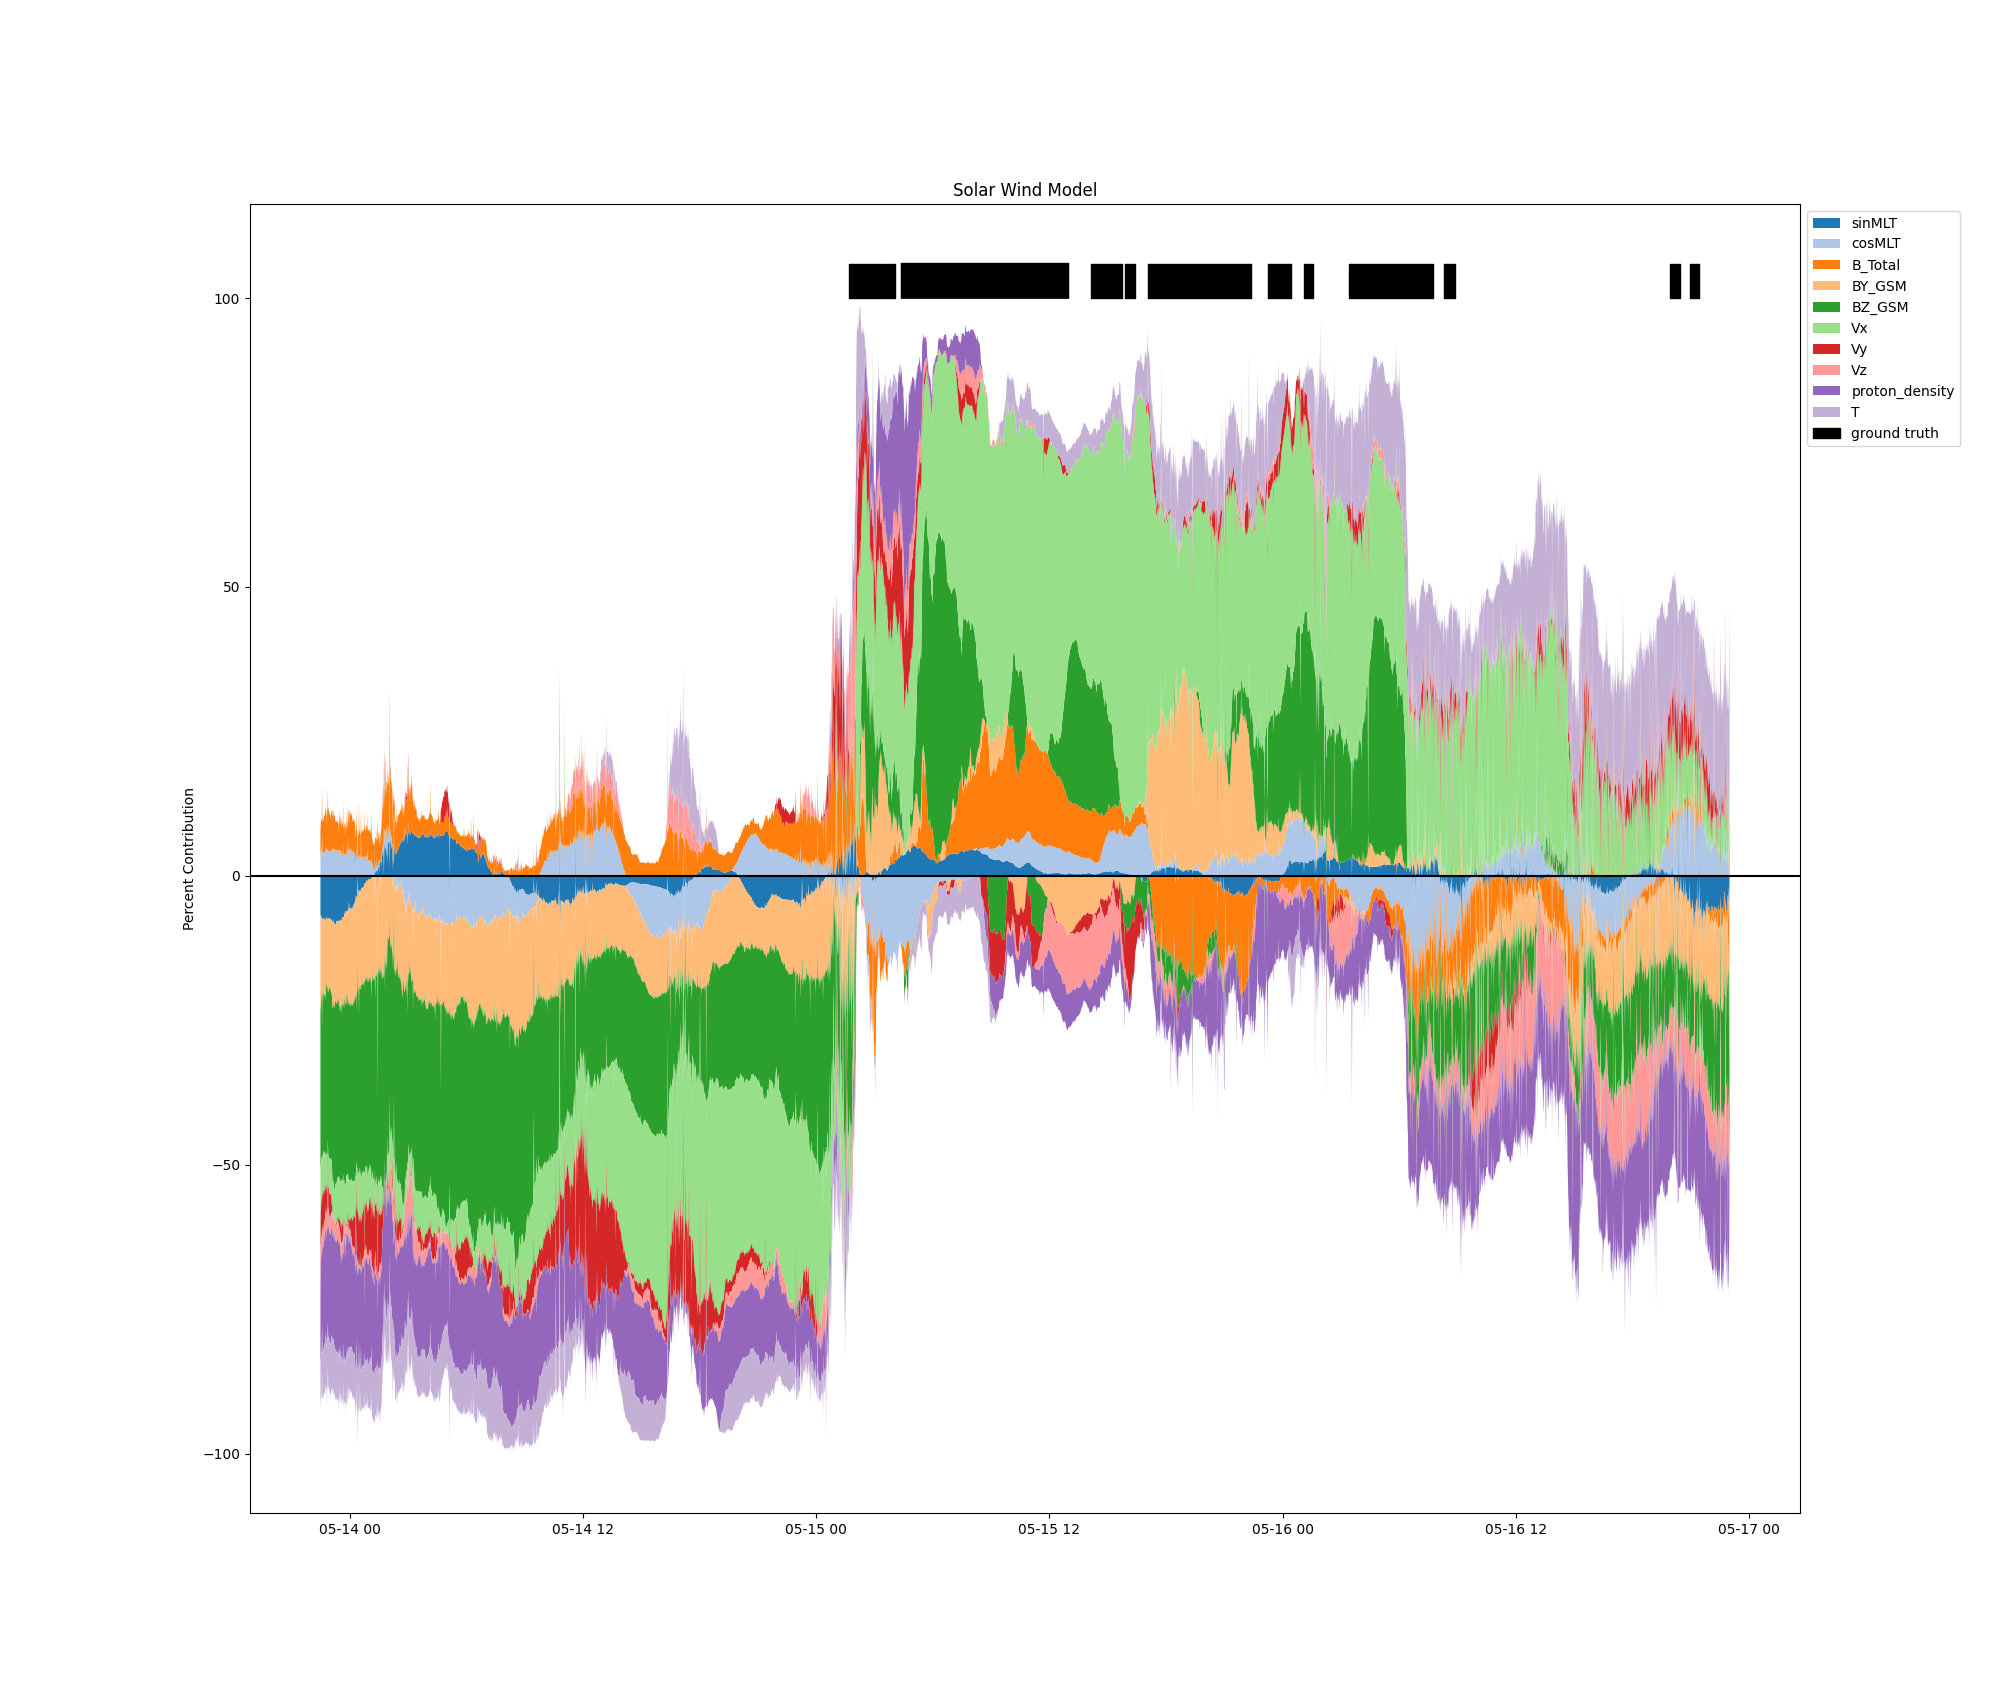 Solar Wind Model
sinMLT
cosMLT
B_Total
BY_GSM
BZ_GSM
Vx
Vy
Vz
proton_density
T
ground truth
Percent Contribution
100
50
0
−50
−100
05-14 00
05-14 12
05-15 00
05-15 12
05-16 00
05-16 12
05-17 00